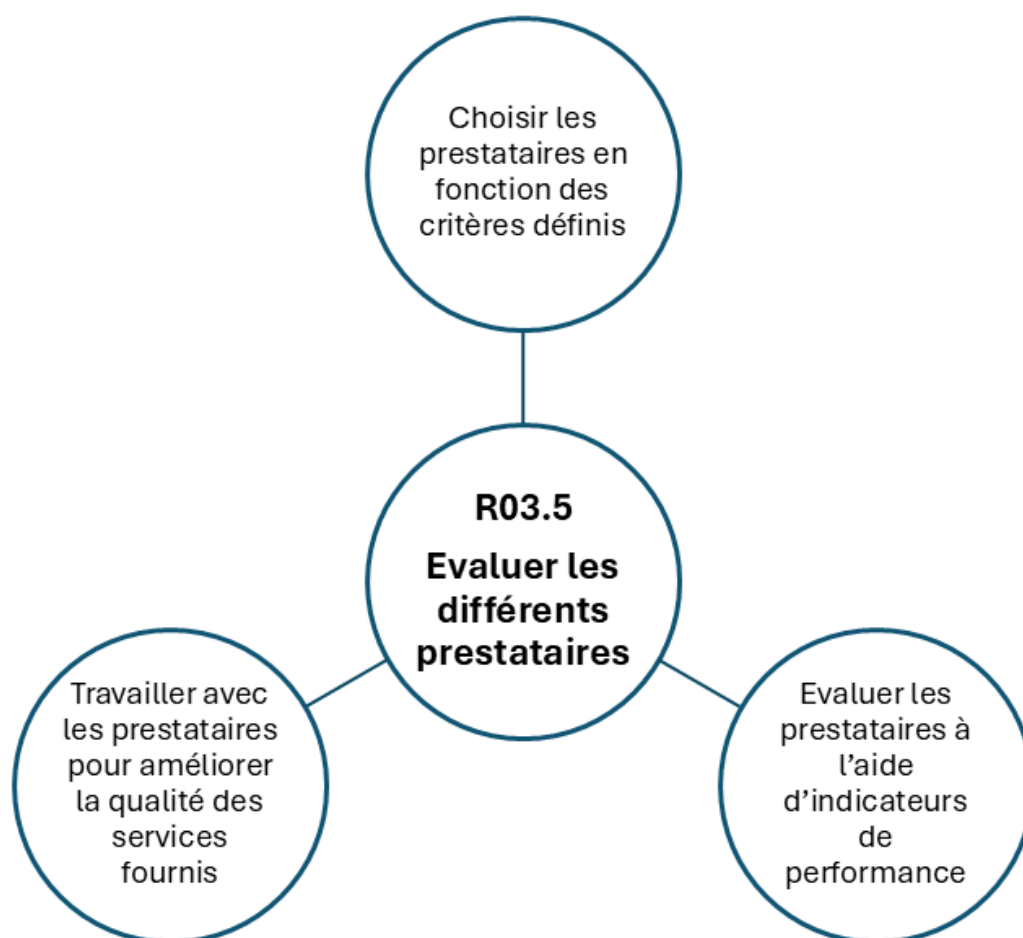 Choisir les
prestataires en
fonction des
critères définis
R03.5
Evaluer les
différents
prestataires
Travailler avec
les prestataires
pour améliorer
la qualité des
services
fournis
Evaluer les
prestataires à
l’aide
d’indicateurs
de
performance